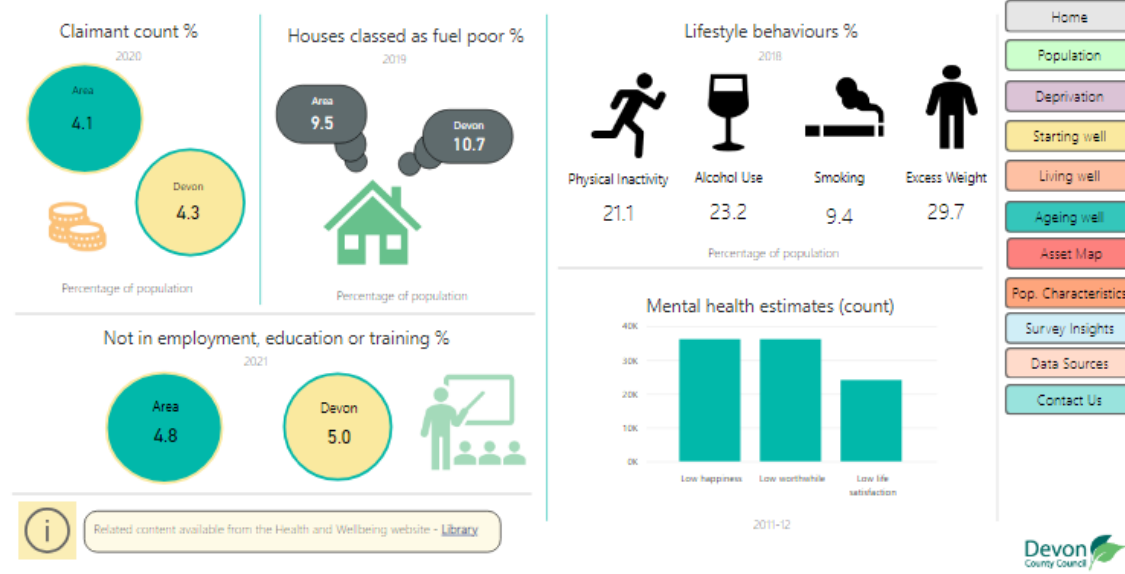 Claimant count %
2020
Area
4.1
Devon
4.3
Percentage of population
Houses classed as fuel poor %
2019
Area
9.5
Devon
10.7
Percentage of population
Not in employment, education or training %
2021
Area
4.8
Devon
5.0
i
Related content available from the Health and Wellbeing website - Library
Lifestyle behaviours %
2018
Physical Inactivity
21.1
Alcohol Use
23.2
Smoking
9.4
Excess Weight
29.7
Percentage of population
Mental health estimates (count)
40K
30K
20K
10K
0K
Low happiness
Low worthwhile
Low life
satisfaction
2011-12
Home
Population
Deprivation
Starting well
Living well
Ageing well
Asset Map
Pop. Characteristics
Survey Insights
Data Sources
Contact Us
Devon
County Council